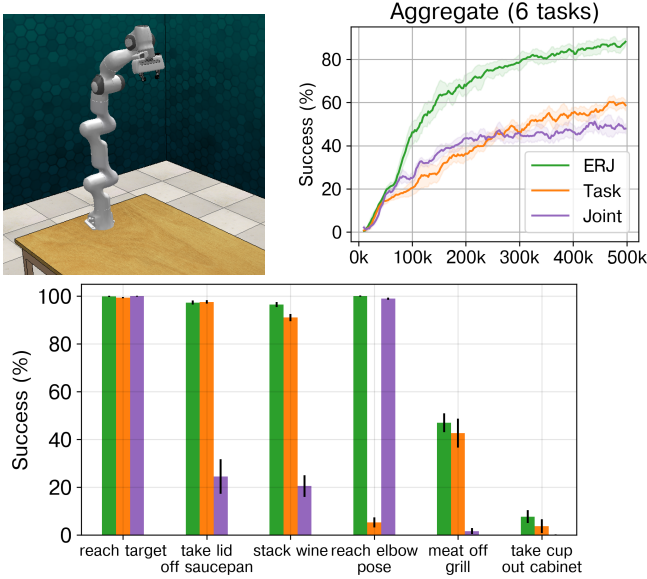 Aggregate (6 tasks)
Success (%)
80
60
40
20
0
ERJ
Task
Joint
0k 100k 200k 300k 400k 500k
Success (%)
100
80
60
40
20
0
reach target take lid off saucepan stack wine reach elbow pose meat off grill take cup out cabinet